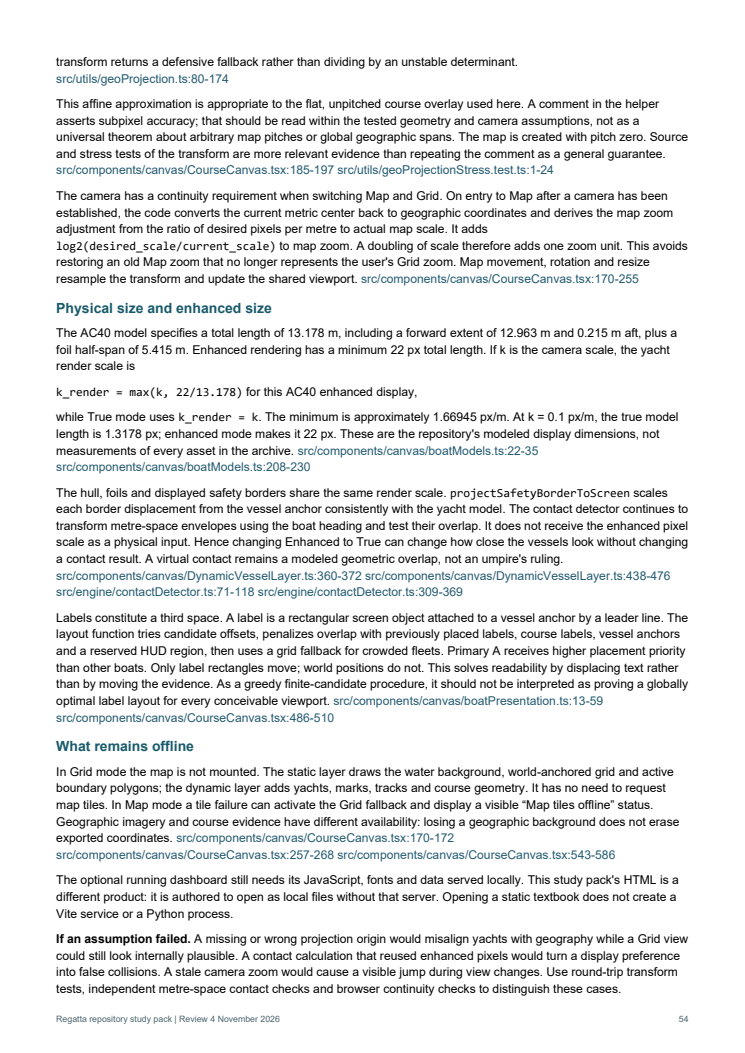 transform returns a defensive fallback rather than dividing by an unstable determinant.
src/utils/geoProjection.ts:80-174
This affine approximation is appropriate to the flat, unpitched course overlay used here. A comment in the helper
asserts subpixel accuracy; that should be read within the tested geometry and camera assumptions, not as a
universal theorem about arbitrary map pitches or global geographic spans. The map is created with pitch zero. Source
and stress tests of the transform are more relevant evidence than repeating the comment as a general guarantee.
src/components/canvas/CourseCanvas.tsx:185-197 src/utils/geoProjectionStress.test.ts:1-24
The camera has a continuity requirement when switching Map and Grid. On entry to Map after a camera has been
established, the code converts the current metric center back to geographic coordinates and derives the map zoom
adjustment from the ratio of desired pixels per metre to actual map scale. It adds
log2(desired_scale/current_scale) to map zoom. A doubling of scale therefore adds one zoom unit. This avoids
restoring an old Map zoom that no longer represents the user's Grid zoom. Map movement, rotation and resize
resample the transform and update the shared viewport. src/components/canvas/CourseCanvas.tsx:170-255
Physical size and enhanced size
The AC40 model specifies a total length of 13.178 m, including a forward extent of 12.963 m and 0.215 m aft, plus a
foil half-span of 5.415 m. Enhanced rendering has a minimum 22 px total length. If k is the camera scale, the yacht
render scale is
k_render = max(k, 22/13.178) for this AC40 enhanced display,
while True mode uses k_render = k. The minimum is approximately 1.66945 px/m. At k = 0.1 px/m, the true model
length is 1.3178 px; enhanced mode makes it 22 px. These are the repository's modeled display dimensions, not
measurements of every asset in the archive. src/components/canvas/boatModels.ts:22-35
src/components/canvas/boatModels.ts:208-230
The hull, foils and displayed safety borders share the same render scale. projectSafetyBorderToScreen scales
each border displacement from the vessel anchor consistently with the yacht model. The contact detector continues to
transform metre-space envelopes using the boat heading and test their overlap. It does not receive the enhanced pixel
scale as a physical input. Hence changing Enhanced to True can change how close the vessels look without changing
a contact result. A virtual contact remains a modeled geometric overlap, not an umpire's ruling.
src/components/canvas/DynamicVesselLayer.ts:360-372 src/components/canvas/DynamicVesselLayer.ts:438-476
src/engine/contactDetector.ts:71-118 src/engine/contactDetector.ts:309-369
Labels constitute a third space. A label is a rectangular screen object attached to a vessel anchor by a leader line. The
layout function tries candidate offsets, penalizes overlap with previously placed labels, course labels, vessel anchors
and a reserved HUD region, then uses a grid fallback for crowded fleets. Primary A receives higher placement priority
than other boats. Only label rectangles move; world positions do not. This solves readability by displacing text rather
than by moving the evidence. As a greedy finite-candidate procedure, it should not be interpreted as proving a globally
optimal label layout for every conceivable viewport. src/components/canvas/boatPresentation.ts:13-59
src/components/canvas/CourseCanvas.tsx:486-510
What remains offline
In Grid mode the map is not mounted. The static layer draws the water background, world-anchored grid and active
boundary polygons; the dynamic layer adds yachts, marks, tracks and course geometry. It has no need to request
map tiles. In Map mode a tile failure can activate the Grid fallback and display a visible “Map tiles offline” status.
Geographic imagery and course evidence have different availability: losing a geographic background does not erase
exported coordinates. src/components/canvas/CourseCanvas.tsx:170-172
src/components/canvas/CourseCanvas.tsx:257-268 src/components/canvas/CourseCanvas.tsx:543-586
The optional running dashboard still needs its JavaScript, fonts and data served locally. This study pack's HTML is a
different product: it is authored to open as local files without that server. Opening a static textbook does not create a
Vite service or a Python process.
If an assumption failed. A missing or wrong projection origin would misalign yachts with geography while a Grid view
could still look internally plausible. A contact calculation that reused enhanced pixels would turn a display preference
into false collisions. A stale camera zoom would cause a visible jump during view changes. Use round-trip transform
tests, independent metre-space contact checks and browser continuity checks to distinguish these cases.
Regatta repository study pack | Review 4 November 2026
54